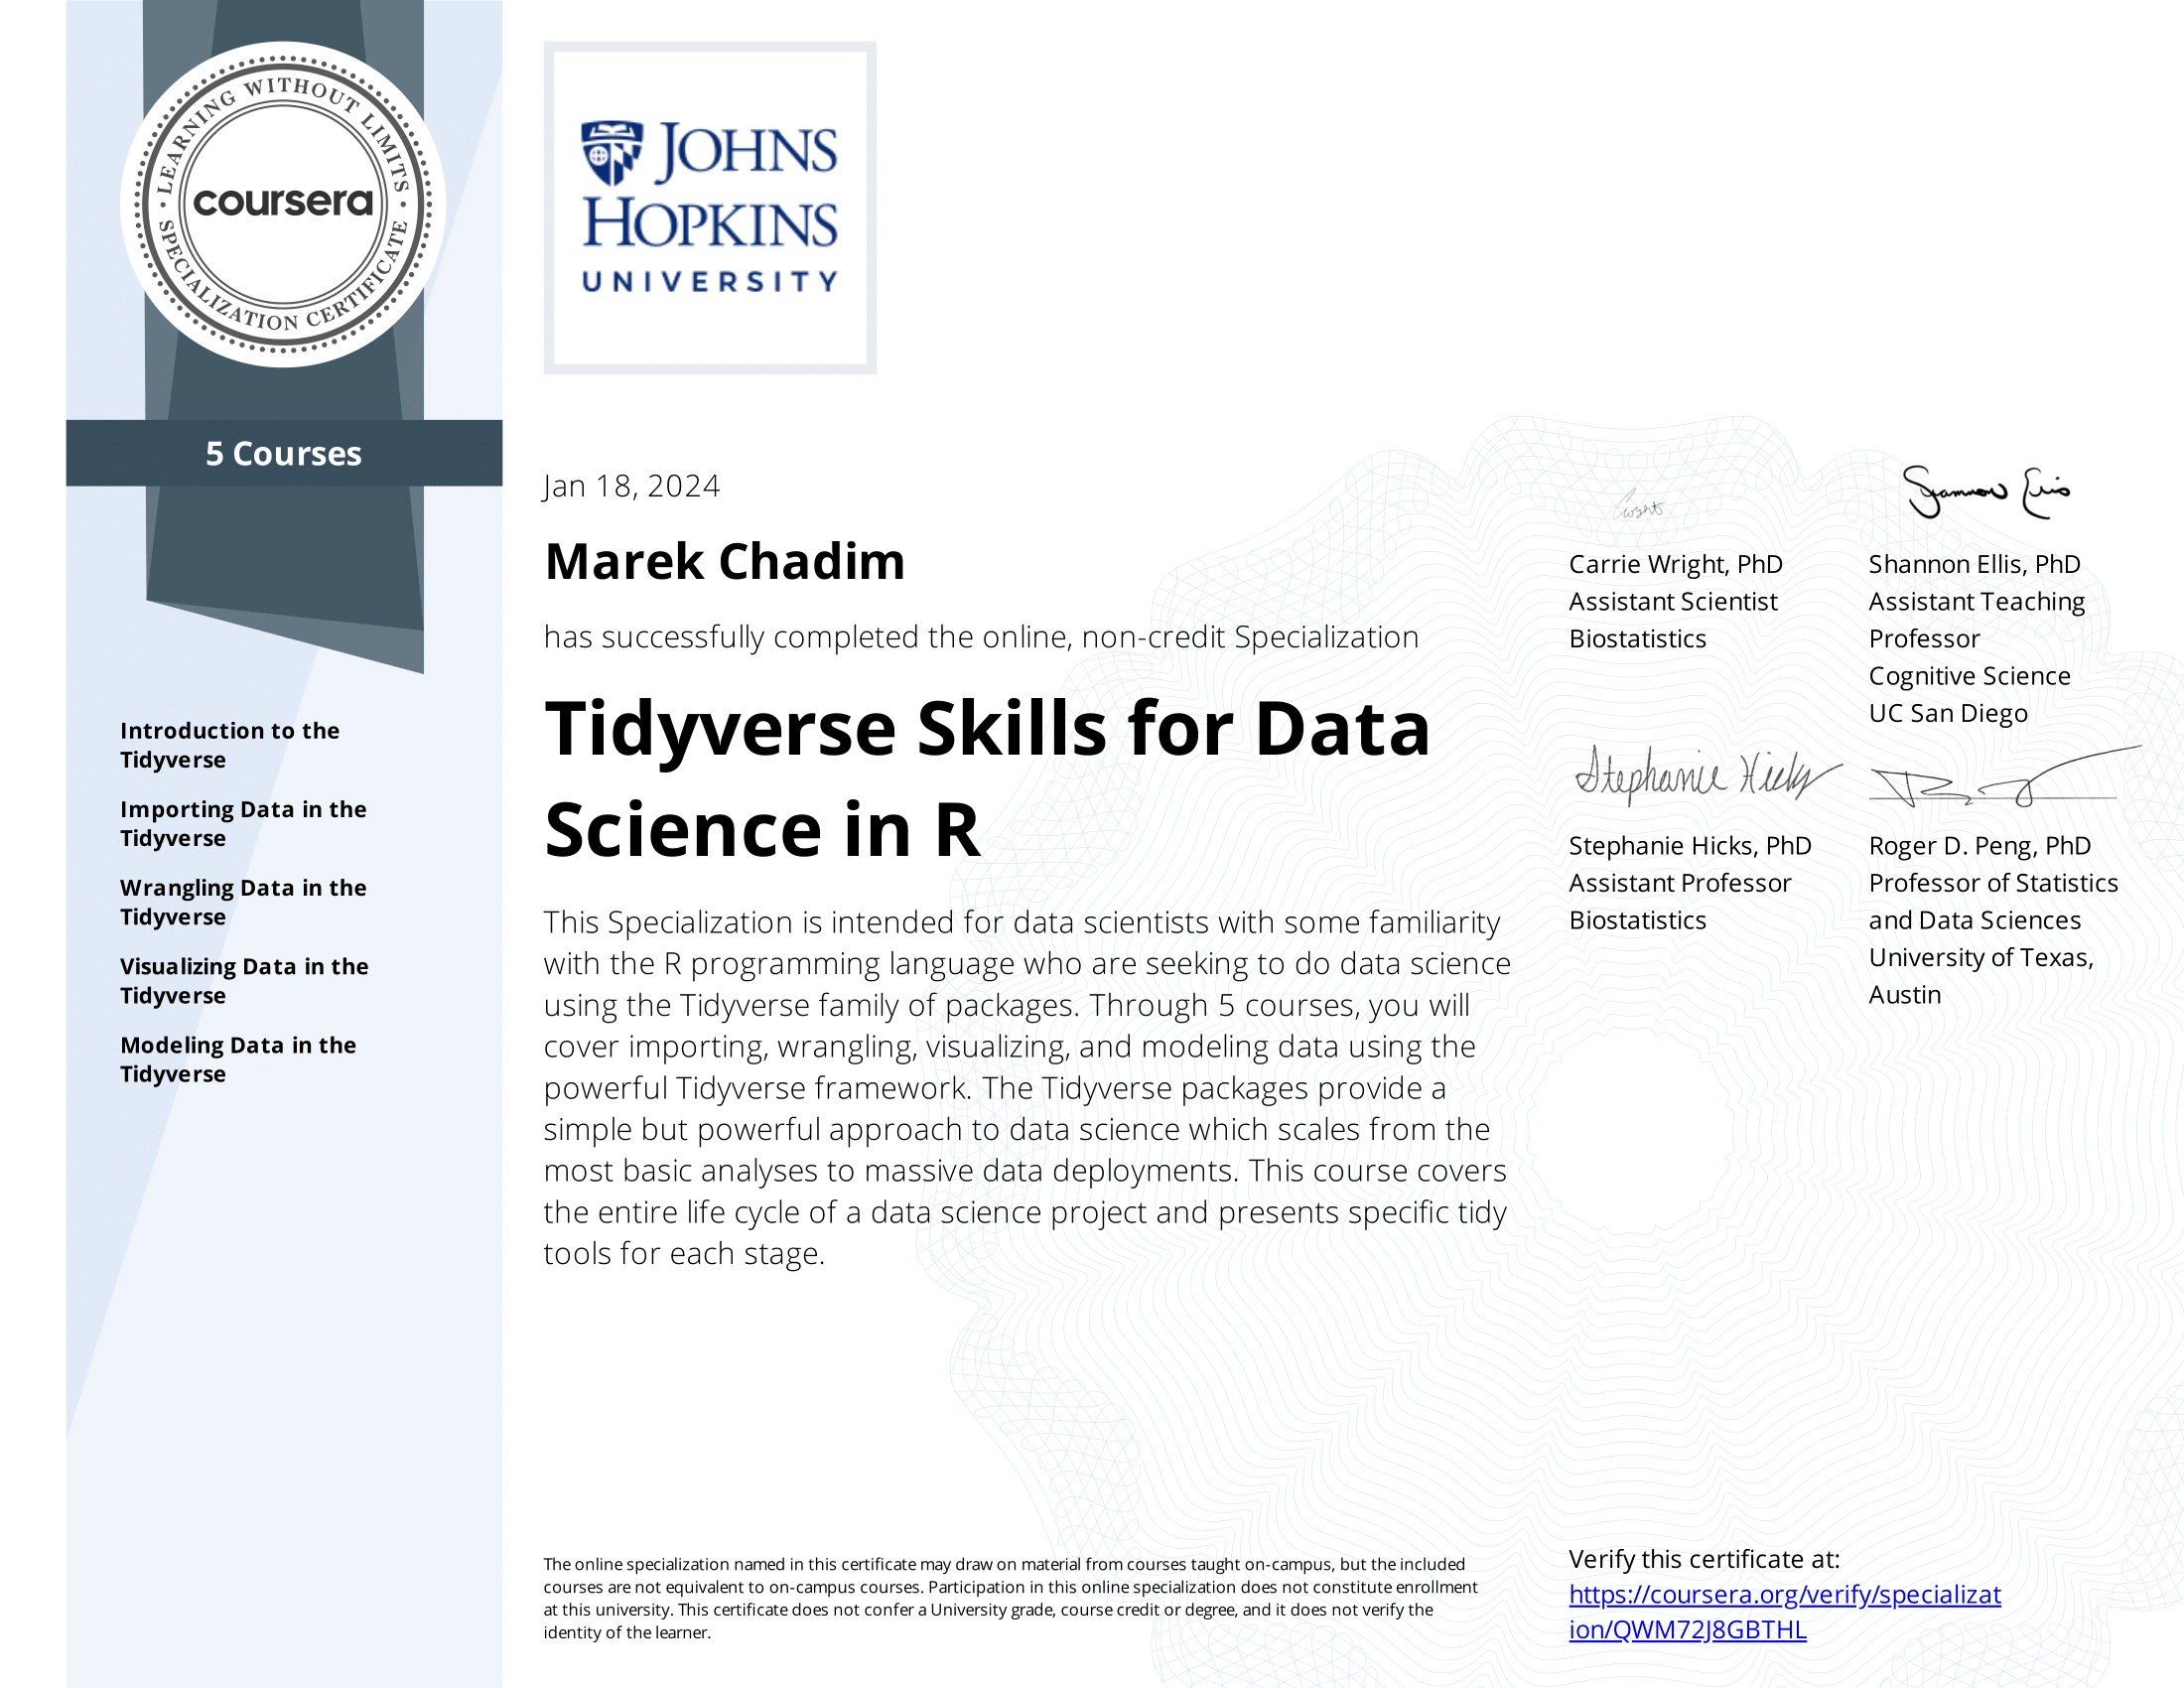 LEARNING WITHOUT LIMITS
coursera
SPECIALIZATION CERTIFICATE
5 Courses
Introduction to the
Tidyverse
Importing Data in the
Tidyverse
Wrangling Data in the
Tidyverse
Visualizing Data in the
Tidyverse
Modeling Data in the
Tidyverse
JOHNS
HOPKINS
UNIVERSITY
Jan 18, 2024
Marek Chadim
has successfully completed the online, non-credit Specialization
Tidyverse Skills for Data
Science in R
This Specialization is intended for data scientists with some familiarity
with the R programming language who are seeking to do data science
using the Tidyverse family of packages. Through 5 courses, you will
cover importing, wrangling, visualizing, and modeling data using the
powerful Tidyverse framework. The Tidyverse packages provide a
simple but powerful approach to data science which scales from the
most basic analyses to massive data deployments. This course covers
the entire life cycle of a data science project and presents specific tidy
tools for each stage.
Shannon Ellis
Carrie Wright, PhD
Assistant Scientist
Biostatistics
Shannon Ellis, PhD
Assistant Teaching
Professor
Cognitive Science
UC San Diego
Stephanie Hicks
Stephanie Hicks, PhD
Assistant Professor
Biostatistics
Roger D. Peng, PhD
Professor of Statistics
and Data Sciences
University of Texas,
Austin
The online specialization named in this certificate may draw on material from courses taught on-campus, but the included
courses are not equivalent to on-campus courses. Participation in this online specialization does not constitute enrollment
at this university. This certificate does not confer a University grade, course credit or degree, and it does not verify the
identity of the learner.
Verify this certificate at:
https://coursera.org/verify/specializat
ion/QWM72J8GBTHL